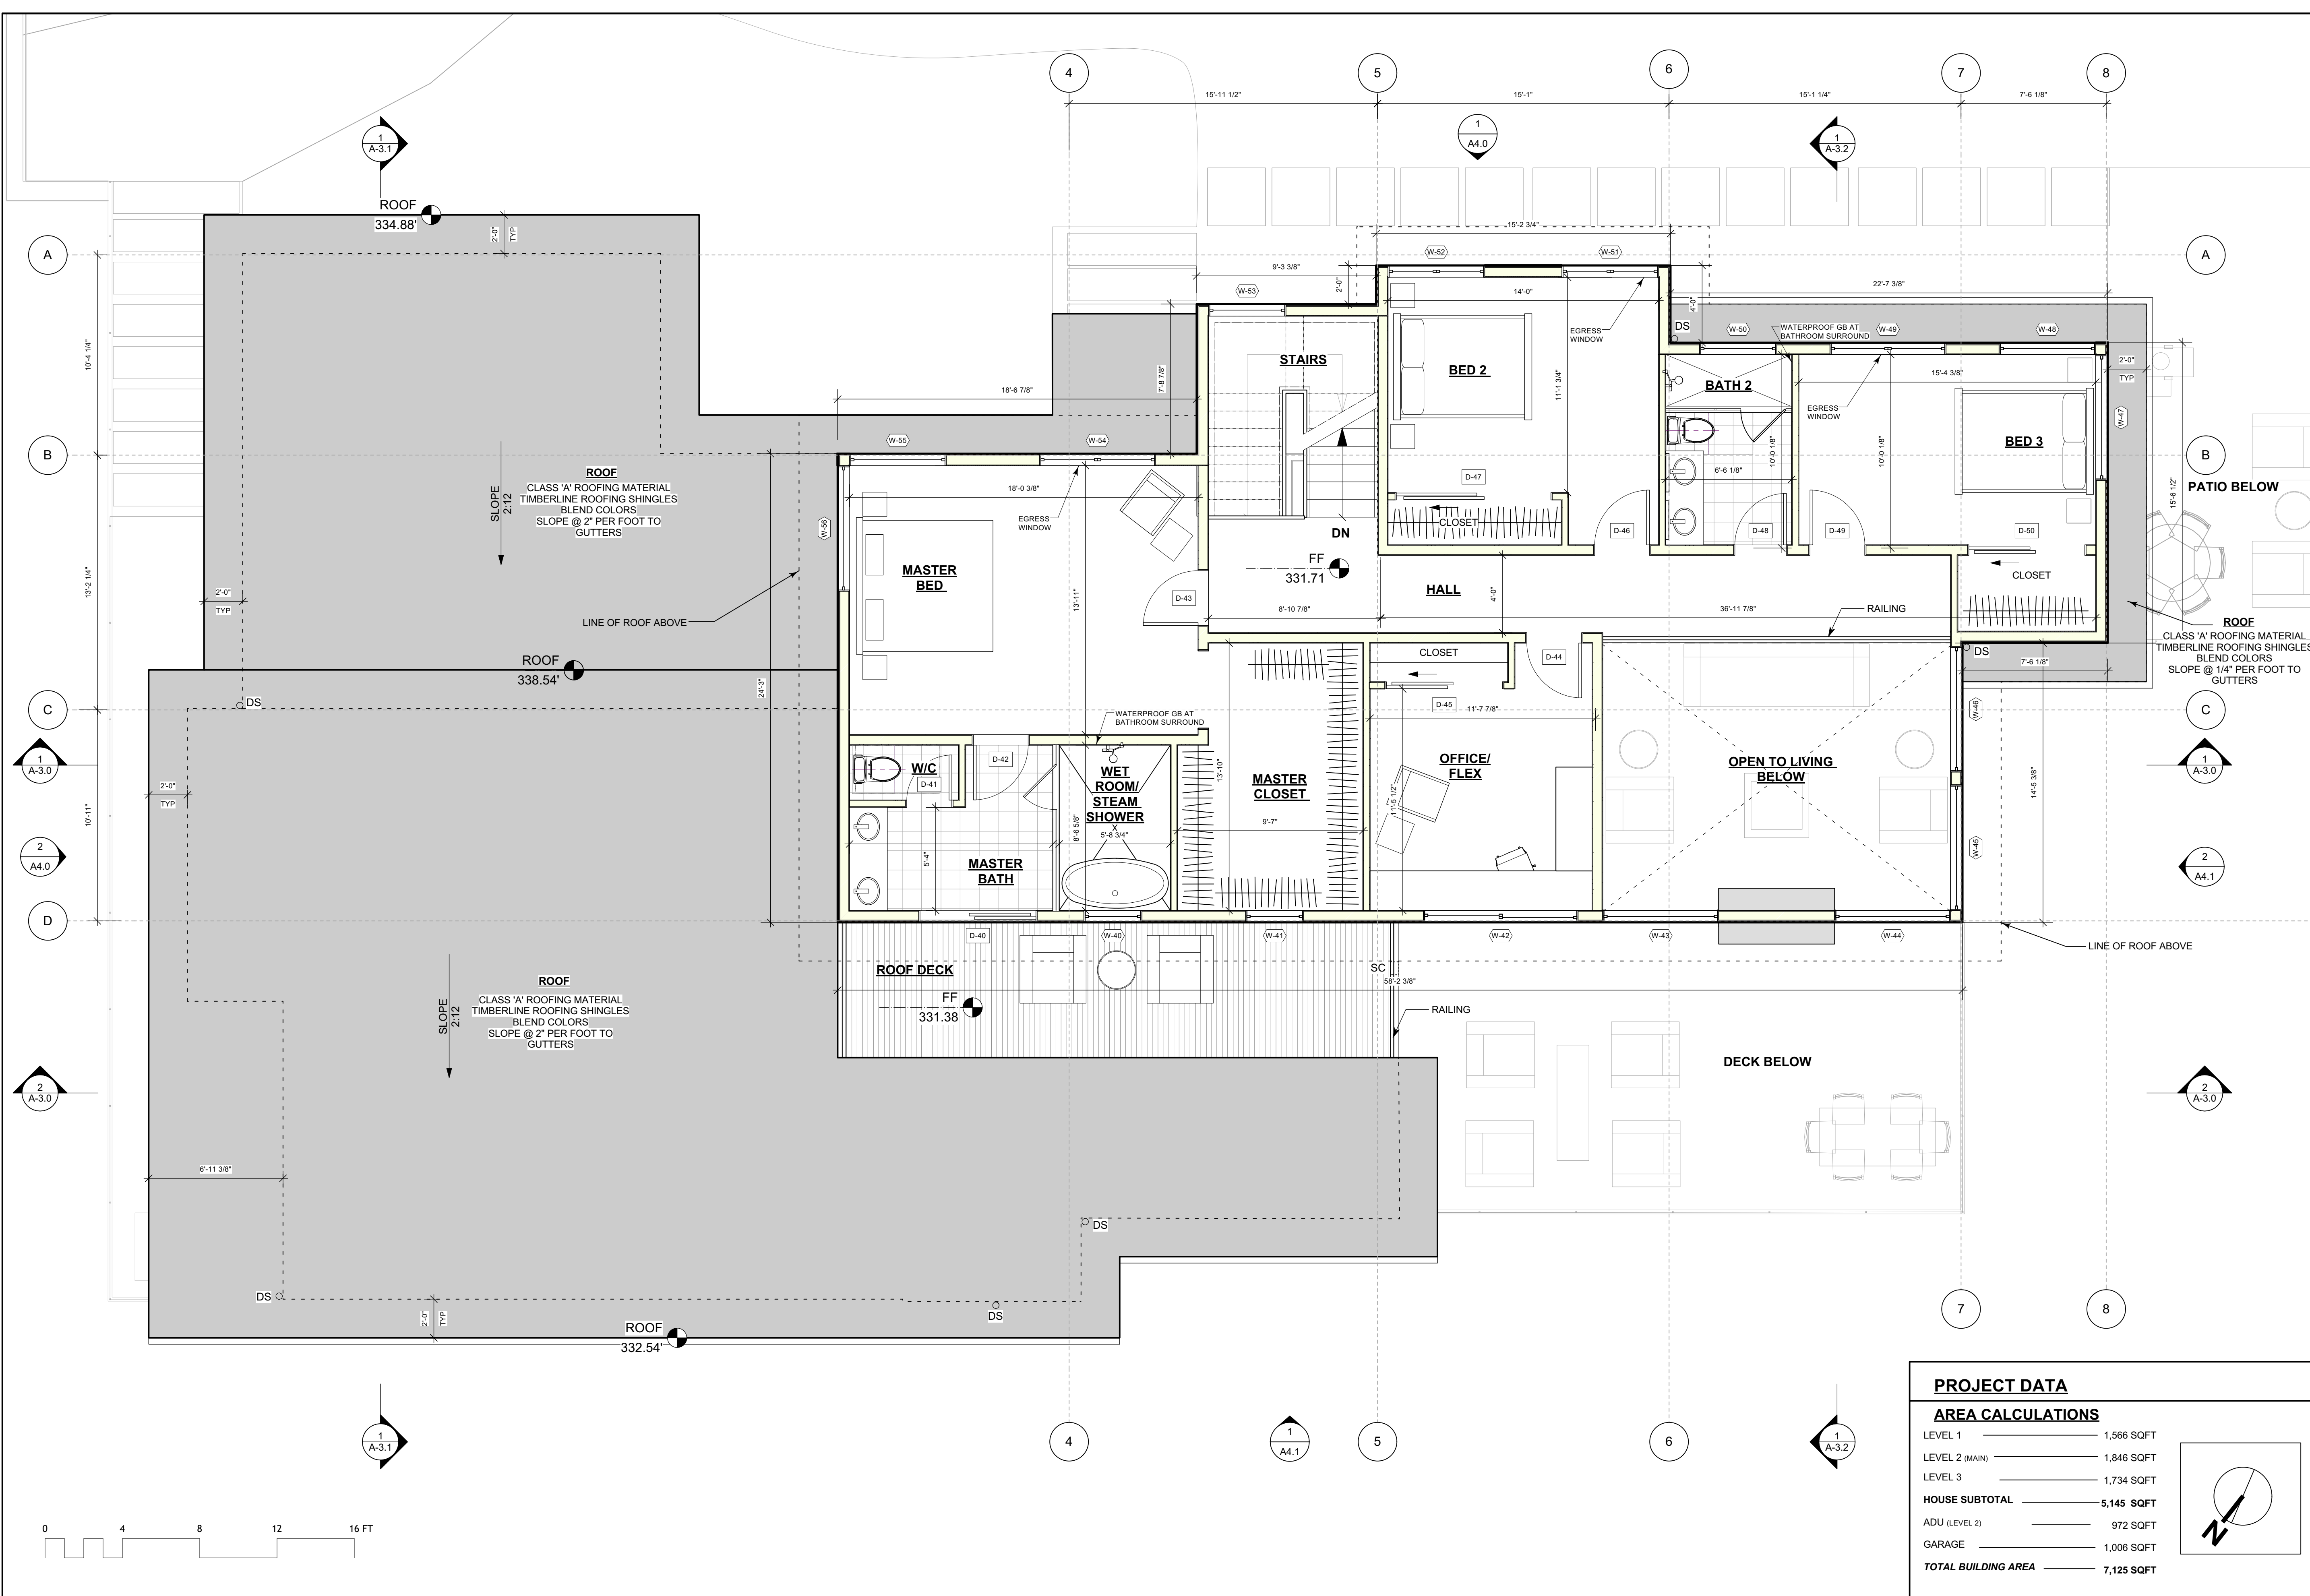 4
5
6
7
8
15'-11 1/2"
15'-1"
15'-1 1/4"
7'-6 1/8"
1
A-3.1
1
A4.0
1
A-3.2
ROOF
334.88'
2'-0"
TYP
15'-2 3/4"
A
A
W-52
W-51
9'-3 3/8"
2'-0"
22'-7 3/8"
W-53
14'-0"
4'-0"
DS
W-50
WATERPROOF GB AT
BATHROOM SURROUND
W-49
W-48
EGRESS
WINDOW
10'-4 1/4"
STAIRS
BED 2
BATH 2
15'-4 3/8"
2'-0"
TYP
7'-8 7/8"
11'-1 3/4"
18'-6 7/8"
EGRESS
WINDOW
W-47
W-55
W-54
BED 3
B
B
10'-0 1/8"
10'-0 1/8"
6'-6 1/8"
D-47
ROOF
CLASS 'A' ROOFING MATERIAL
TIMBERLINE ROOFING SHINGLES
BLEND COLORS
SLOPE @ 2" PER FOOT TO
GUTTERS
SLOPE
2:12
18'-0 3/8"
EGRESS
WINDOW
W-56
PATIO BELOW
15'-6 1/2"
CLOSET
DN
D-46
D-48
D-49
D-50
FF
331.71
MASTER
BED
HALL
CLOSET
13'-2 1/4"
2'-0"
TYP
D-43
13'-11"
4'-0"
8'-10 7/8"
36'-11 7/8"
RAILING
LINE OF ROOF ABOVE
ROOF
CLASS 'A' ROOFING MATERIAL
TIMBERLINE ROOFING SHINGLES
BLEND COLORS
SLOPE @ 1/4" PER FOOT TO
GUTTERS
ROOF
338.54'
CLOSET
D-44
DS
7'-6 1/8"
24'-3"
DS
D-45
11'-7 7/8"
W-46
C
C
WATERPROOF GB AT
BATHROOM SURROUND
1
A-3.0
1
A-3.0
W/C
D-41
D-42
WET
ROOM/
STEAM
SHOWER
X
5'-8 3/4"
8'-6 5/8"
13'-10"
MASTER
CLOSET
OFFICE/
FLEX
OPEN TO LIVING
BELOW
14'-5 3/8"
2'-0"
TYP
10'-11"
11'-5 1/2"
9'-7"
W-45
2
A4.0
5'-4"
MASTER
BATH
2
A4.1
D
D-40
W-40
W-41
W-42
W-43
W-44
LINE OF ROOF ABOVE
ROOF DECK
SC
58'-2 3/8"
ROOF
CLASS 'A' ROOFING MATERIAL
TIMBERLINE ROOFING SHINGLES
BLEND COLORS
SLOPE @ 2" PER FOOT TO
GUTTERS
SLOPE
2:12
FF
331.38
RAILING
DECK BELOW
2
A-3.0
2
A-3.0
6'-11 3/8"
DS
DS
DS
2'-0"
TYP
ROOF
332.54'
7
8
1
A-3.1
4
1
A4.1
5
6
1
A-3.2
PROJECT DATA
AREA CALCULATIONS
LEVEL 1 1,566 SQFT
LEVEL 2 (MAIN) 1,846 SQFT
LEVEL 3 1,734 SQFT
HOUSE SUBTOTAL 5,145 SQFT
ADU (LEVEL 2) 972 SQFT
GARAGE 1,006 SQFT
TOTAL BUILDING AREA 7,125 SQFT
N
0 4 8 12 16 FT